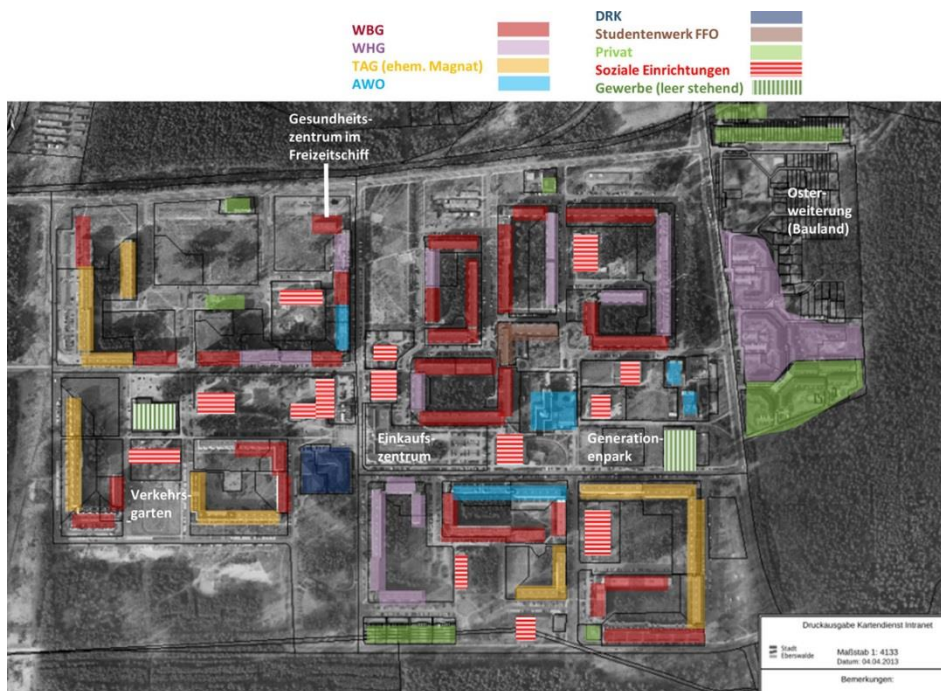 WBG
WHG
TAG (ehem. Magnat)
AWO
DRK
Studentenwerk FFO
Privat
Soziale Einrichtungen
Gewerbe (leer stehend)
Gesundheits-
zentrum im
Freizeitschiff
Oster-
weiterung
(Bauland)
Einkaufs-
zentrum
Generation-
enpark
Verkehrs-
garten
Druckausgabe Kartendienst Intranet
Stadt
Eberswalde
Maßstab 1: 4133
Datum: 04.04.2013
Bemerkungen: